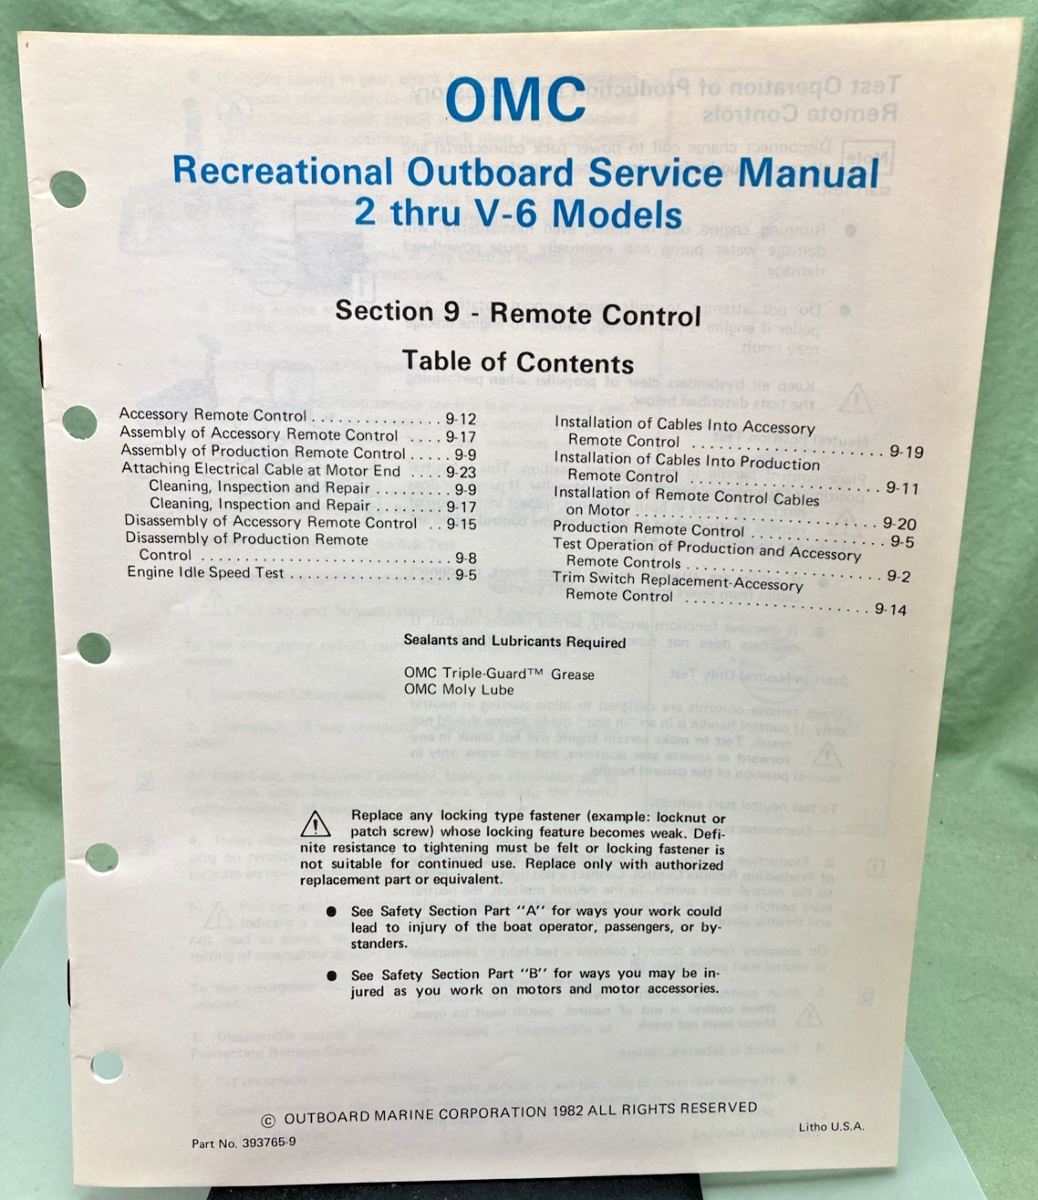 OMC
Recreational Outboard Service Manual
2 thru V-6 Models
Section 9 - Remote Control
Table of Contents
Accessory Remote Control . . . . . . . . . . . . . . . 9-12
Assembly of Accessory Remote Control . . . . 9-17
Assembly of Production Remote Control . . . . . 9-9
Attaching Electrical Cable at Motor End . . . . 9-23
Cleaning, Inspection and Repair . . . . . . . . . 9-9
Cleaning, Inspection and Repair . . . . . . . . 9-17
Disassembly of Accessory Remote Control . . 9-15
Disassembly of Production Remote
Control . . . . . . . . . . . . . . . . . . . . . . . . . . . 9-8
Engine Idle Speed Test . . . . . . . . . . . . . . . . . . 9-5
Installation of Cables Into Accessory
Remote Control . . . . . . . . . . . . . . . . . . . . . 9-19
Installation of Cables Into Production
Remote Control . . . . . . . . . . . . . . . . . . . . . 9-11
Installation of Remote Control Cables
on Motor . . . . . . . . . . . . . . . . . . . . . . . . . . 9-20
Production Remote Control . . . . . . . . . . . . . . . 9-5
Test Operation of Production and Accessory
Remote Controls . . . . . . . . . . . . . . . . . . . . . 9-2
Trim Switch Replacement-Accessory
Remote Control . . . . . . . . . . . . . . . . . . . . 9-14
Sealants and Lubricants Required
OMC Triple-Guard™ Grease
OMC Moly Lube
Replace any locking type fastener (example: locknut or
patch screw) whose locking feature becomes weak. Defi-
nite resistance to tightening must be felt or locking fastener is
not suitable for continued use. Replace only with authorized
replacement part or equivalent.
● See Safety Section Part "A" for ways your work could
lead to injury of the boat operator, passengers, or by-
standers.
● See Safety Section Part "B" for ways you may be in-
jured as you work on motors and motor accessories.
© OUTBOARD MARINE CORPORATION 1982 ALL RIGHTS RESERVED
Part No. 393765-9
Litho U.S.A.